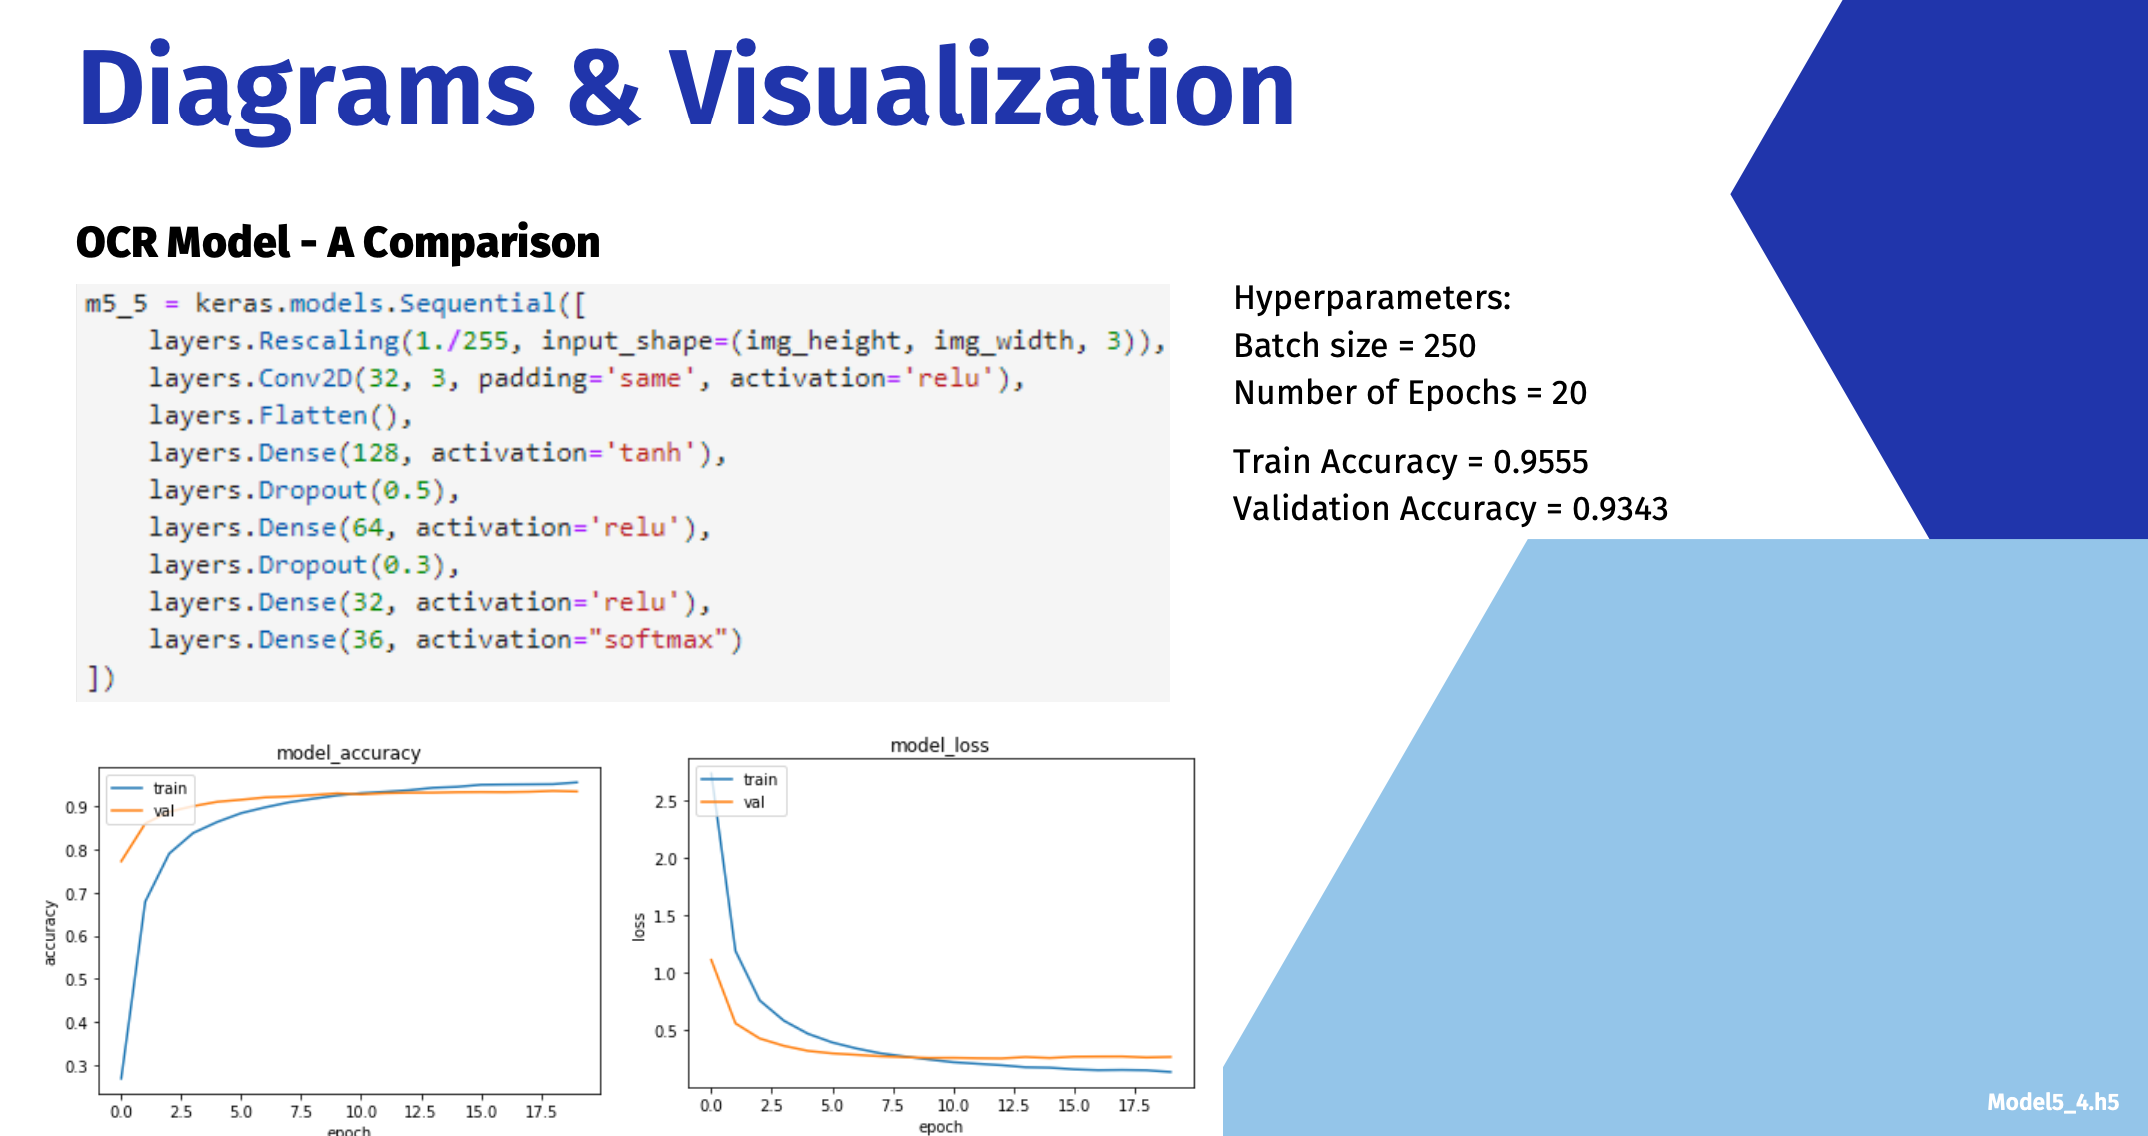 Diagrams & Visualization
OCR Model - A Comparison
m5_5 = keras.models.Sequential([
    layers.Rescaling(1./255, input_shape=(img_height, img_width, 3)),
    layers.Conv2D(32, 3, padding='same', activation='relu'),
    layers.Flatten(),
    layers.Dense(128, activation='tanh'),
    layers.Dropout(0.5),
    layers.Dense(64, activation='relu'),
    layers.Dropout(0.3),
    layers.Dense(32, activation='relu'),
    layers.Dense(36, activation="softmax")
])
Hyperparameters:
Batch size = 250
Number of Epochs = 20
Train Accuracy = 0.9555
Validation Accuracy = 0.9343
model_accuracy
train
val
accuracy
0.9
0.8
0.7
0.6
0.5
0.4
0.3
0.0 2.5 5.0 7.5 10.0 12.5 15.0 17.5
epoch
model_loss
train
val
loss
2.5
2.0
1.5
1.0
0.5
0.0 2.5 5.0 7.5 10.0 12.5 15.0 17.5
epoch
Model5_4.h5